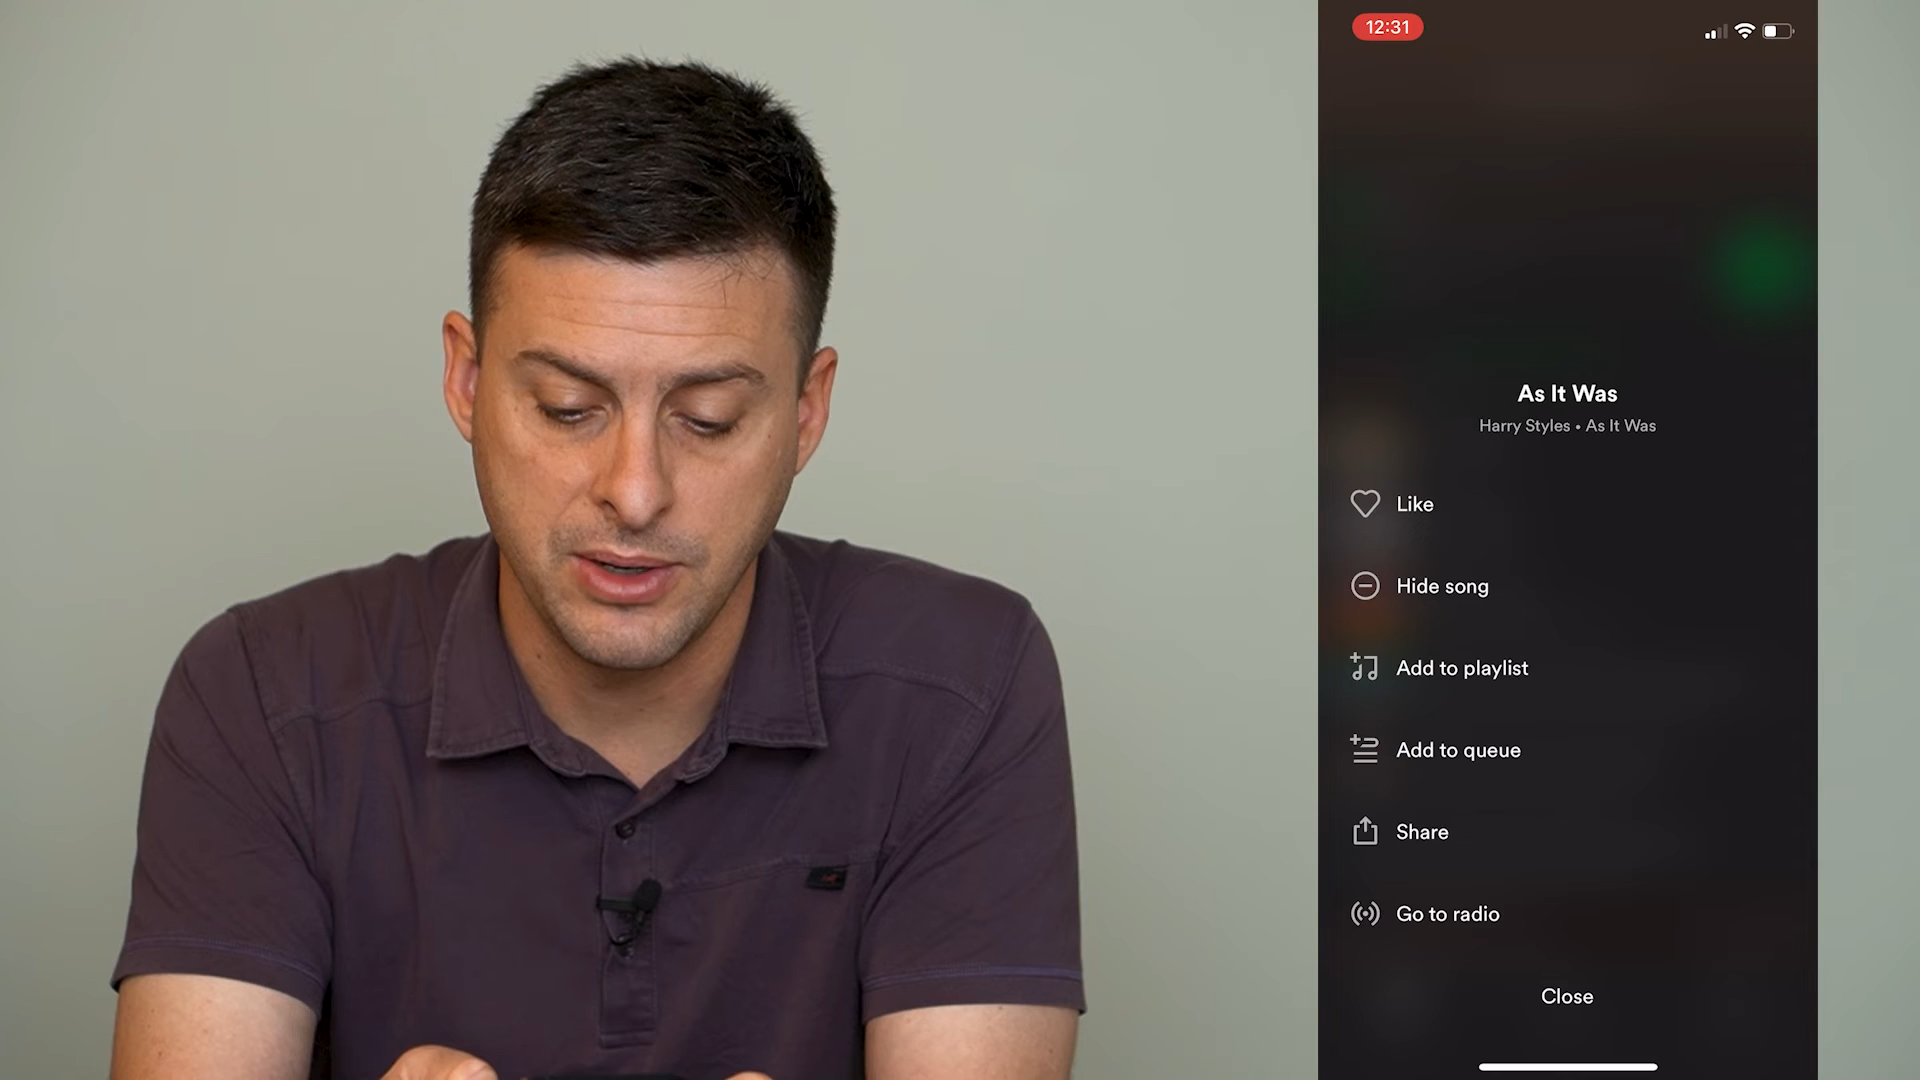 12:31
As It Was
Harry Styles • As It Was
Like
Hide song
Add to playlist
Add to queue
Share
Go to radio
Close